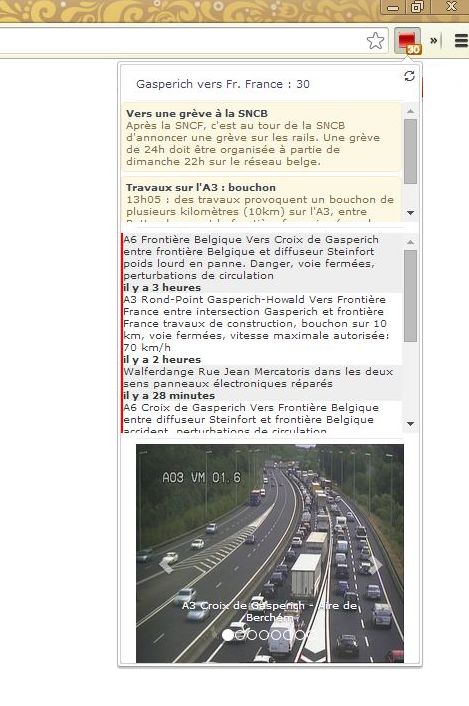 30
»
Gasperich vers Fr. France : 30
Vers une grève à la SNCB
Après la SNCF, c'est au tour de la SNCB
d'annoncer une grève sur les rails. Une grève
de 24h doit être organisée à partie de
dimanche 22h sur le réseau belge.
Travaux sur l'A3 : bouchon
13h05 : des travaux provoquent un bouchon de
plusieurs kilomètres (10km) sur l'A3, entre
A6 Frontière Belgique Vers Croix de Gasperich
entre frontière Belgique et diffuseur Steinfort
poids lourd en panne. Danger, voie fermées,
perturbations de circulation
il y a 3 heures
A3 Rond-Point Gasperich-Howald Vers Frontière
France entre intersection Gasperich et frontière
France travaux de construction, bouchon sur 10
km, voie fermées, vitesse maximale autorisée:
70 km/h
il y a 2 heures
Walferdange Rue Jean Mercatoris dans les deux
sens panneaux électroniques réparés
il y a 28 minutes
A6 Croix de Gasperich Vers Frontière Belgique
entre diffuseur Steinfort et frontière Belgique
accident, perturbations de circulation
A03 VM 01.6
A3 Croix de Gasperich - Aire de
Berchem